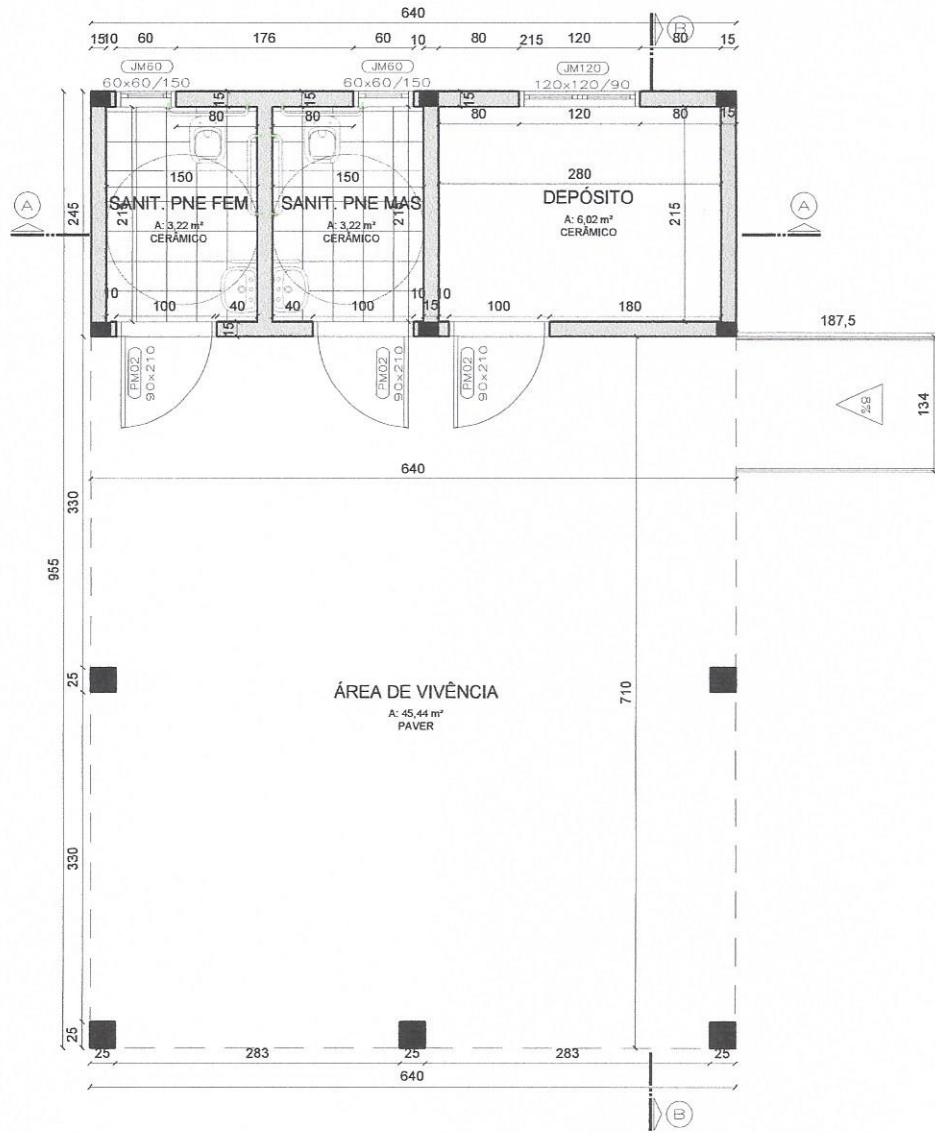 640
B
15 10 60 176 60 10 80 215 120 80 15
JM60
60x60/150
JM60
60x60/150
JM120
120x120/90
15 15
80 80 80 120 80 15
150 150 280
A
245
SANIT. PNE FEM
A: 3,22 m²
CERÂMICO
215
SANIT. PNE MAS
A: 3,22 m²
CERÂMICO
215
DEPÓSITO
A: 6,02 m²
CERÂMICO
215
A
10 100 40 40 100 10 15 10 100 180
15
187,5
PM02
90x210
PM02
90x210
PM02
90x210
8%
134
640
330
955
25
ÁREA DE VIVÊNCIA
A: 45,44 m²
PAVER
710
330
25
25 283 25 283 25
640
B